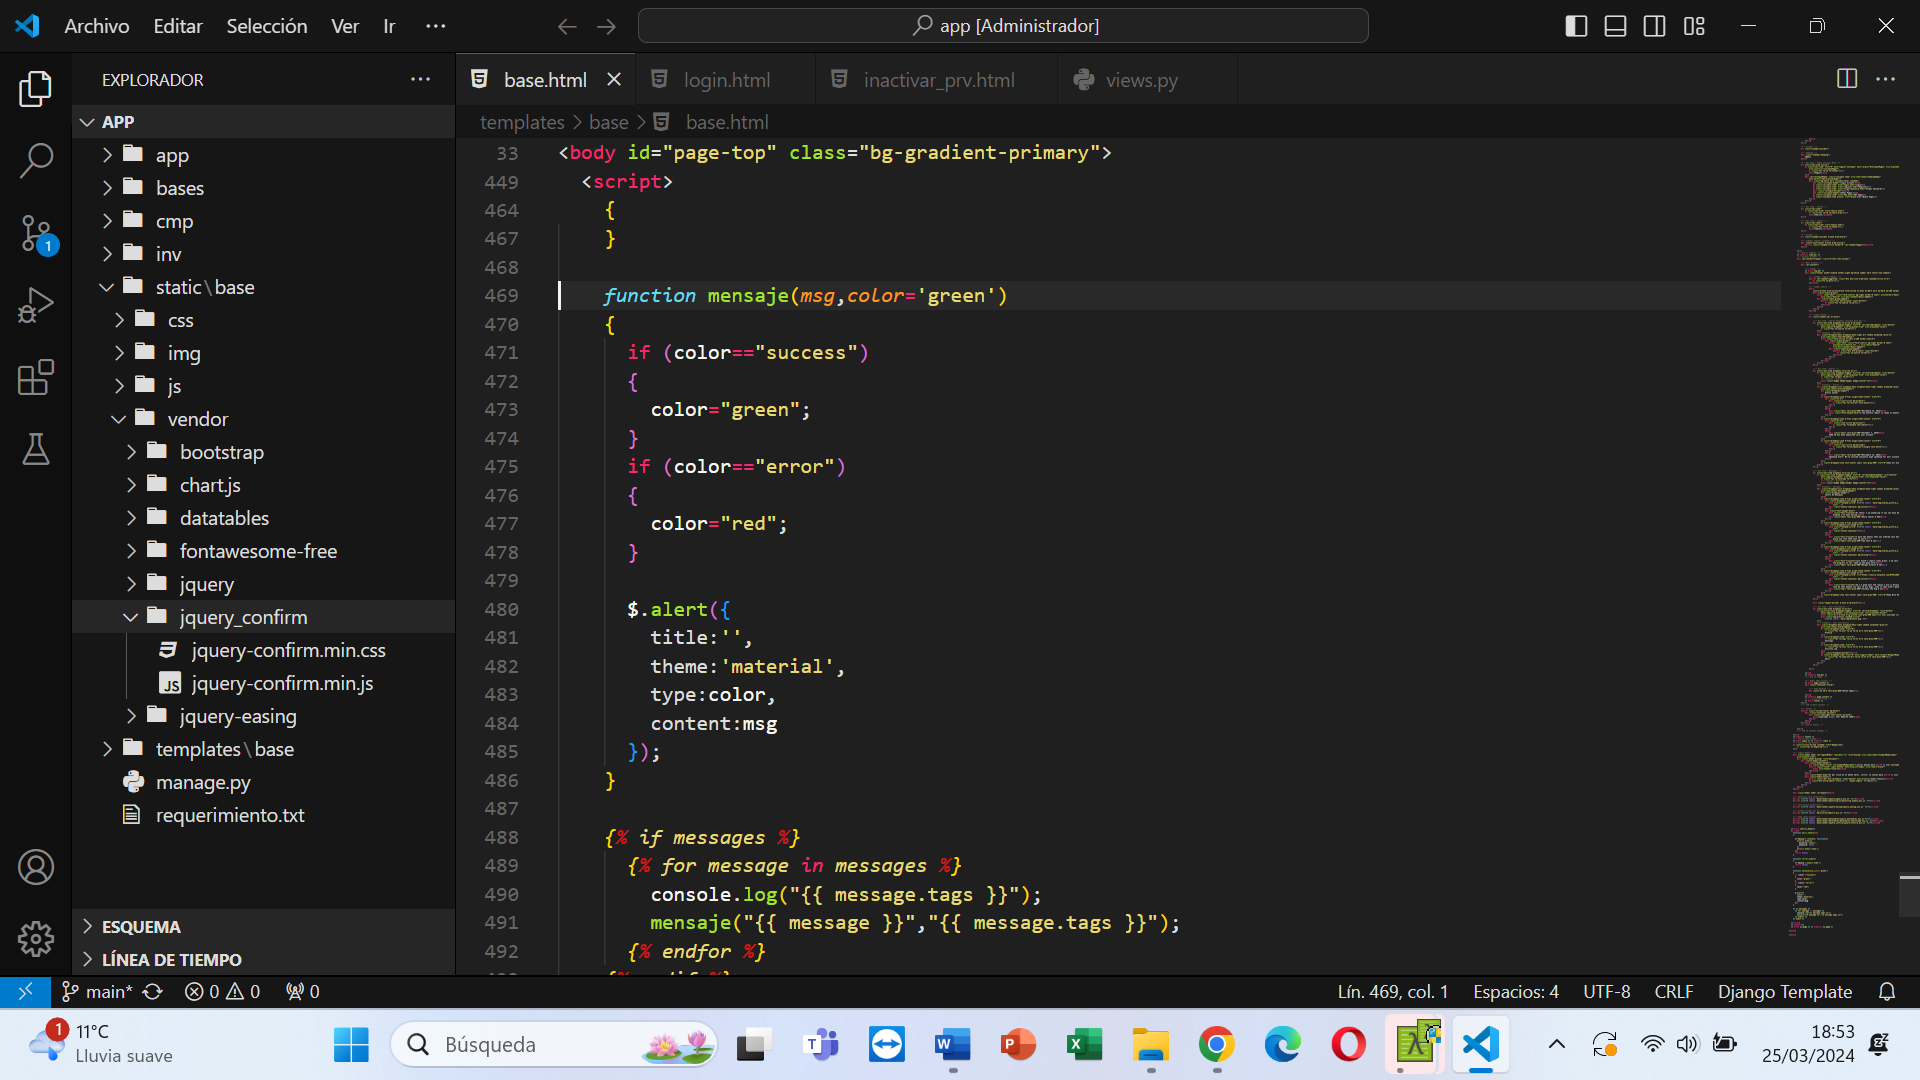 Archivo Editar Selección Ver Ir ···
app [Administrador]
EXPLORADOR
APP
app
bases
cmp
inv
static\base
css
img
js
vendor
bootstrap
chart.js
datatables
fontawesome-free
jquery
jquery_confirm
jquery-confirm.min.css
JS jquery-confirm.min.js
jquery-easing
templates\base
manage.py
requerimiento.txt
ESQUEMA
LÍNEA DE TIEMPO
1
base.html
login.html
inactivar_prv.html
views.py
templates > base > base.html
33 <body id="page-top" class="bg-gradient-primary">
449 <script>
464 {
467 }
468
469 function mensaje(msg,color='green')
470 {
471 if (color=="success")
472 {
473 color="green";
474 }
475 if (color=="error")
476 {
477 color="red";
478 }
479
480 $.alert({
481 title:'',
482 theme:'material',
483 type:color,
484 content:msg
485 });
486 }
487
488 {% if messages %}
489 {% for message in messages %}
490 console.log("{{ message.tags }}");
491 mensaje("{{ message }}","{{ message.tags }}");
492 {% endfor %}
main* 0 0 0
Lín. 469, col. 1 Espacios: 4 UTF-8 CRLF Django Template
1 11°C
Lluvia suave
Búsqueda
18:53
25/03/2024